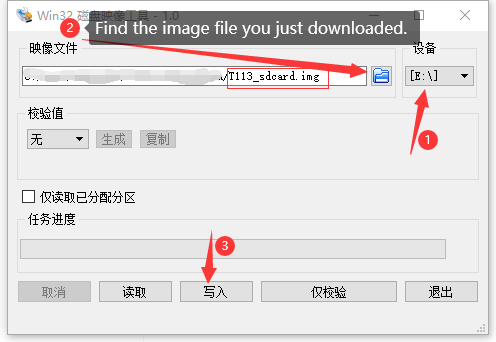 Win32 磁盘映像工具 - 1.0
2 Find the image file you just downloaded.
映像文件
设备
/T113_sdcard.img
[E:\]
1
校验值
无
生成
复制
仅读取已分配分区
任务进度
3
取消
读取
写入
仅校验
退出